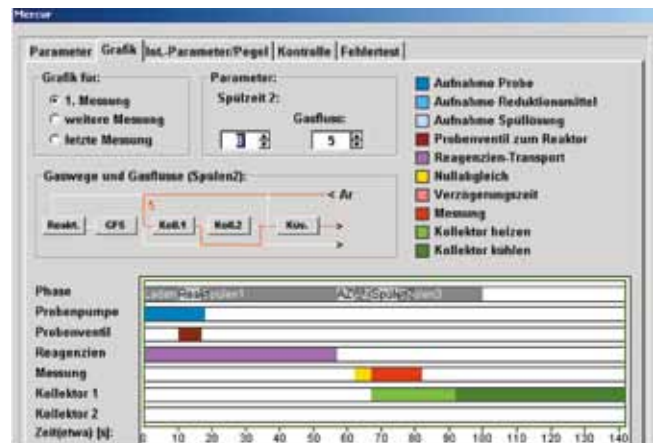 Mercur
Parameter Grafik Int.-Parameter/Pegel Kontrolle Fehlertest
Grafik für:
1. Messung
weitere Messung
letzte Messung
Parameter:
Spülzeit 2:
Gasfluss:
5
Aufnahme Probe
Aufnahme Reduktionsmittel
Aufnahme Spüllösung
Probenventil zum Reaktor
Reagenzien-Transport
Nullabgleich
Verzögerungszeit
Messung
Kollektor heizen
Kollektor kühlen
Gaswege und Gasflüsse (Spülen2):
< Ar
5
Reakt. GFS Koll.1 Koll.2 Küv. >
>
Phase
Probenpumpe
Probenventil
Reagenzien
Messung
Kollektor 1
Kollektor 2
Zeit(etwa) [s]:
0 10 20 30 40 50 60 70 80 90 100 110 120 130 140